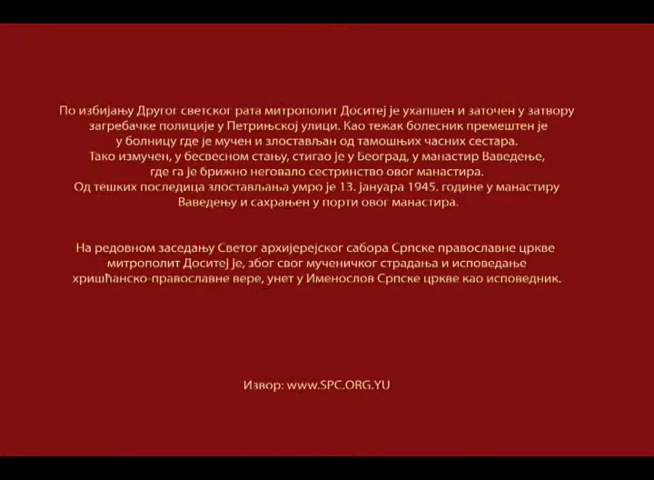 По избијању Другог светског рата митрополит Доситеј је ухапшен и заточен у затвору
загребачке полиције у Петрињској улици. Као тежак болесник премештен је
у болницу где је мучен и злостављан од тамошњих часних сестара.
Тако измучен, у бесвесном стању, стигао је у Београд, у манастир Ваведење,
где га је брижно неговало сестринство овог манастира.
Од тешких последица злостављања умро је 13. јануара 1945. године у манастиру
Ваведењу и сахрањен у порти овог манастира.
На редовном заседању Светог архијерејског сабора Српске православне цркве
митрополит Доситеј је, због свог мученичког страдања и исповедање
хришћанско-православне вере, унет у Именослов Српске цркве као исповедник.
Извор: www.SPC.ORG.YU